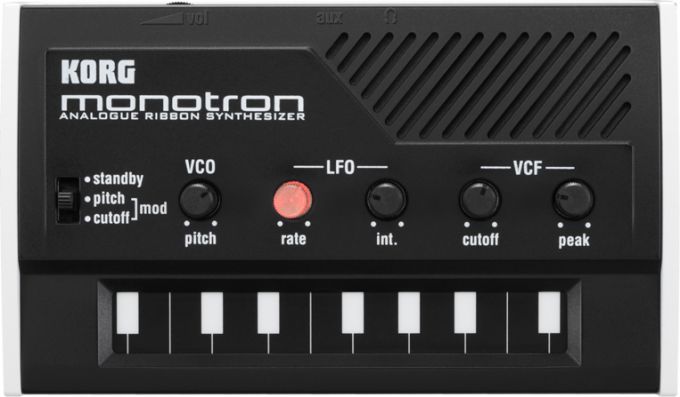 vol aux
KORG
monotron
ANALOGUE RIBBON SYNTHESIZER
VCO LFO VCF
standby
pitch
cutoff
mod
pitch rate int. cutoff peak